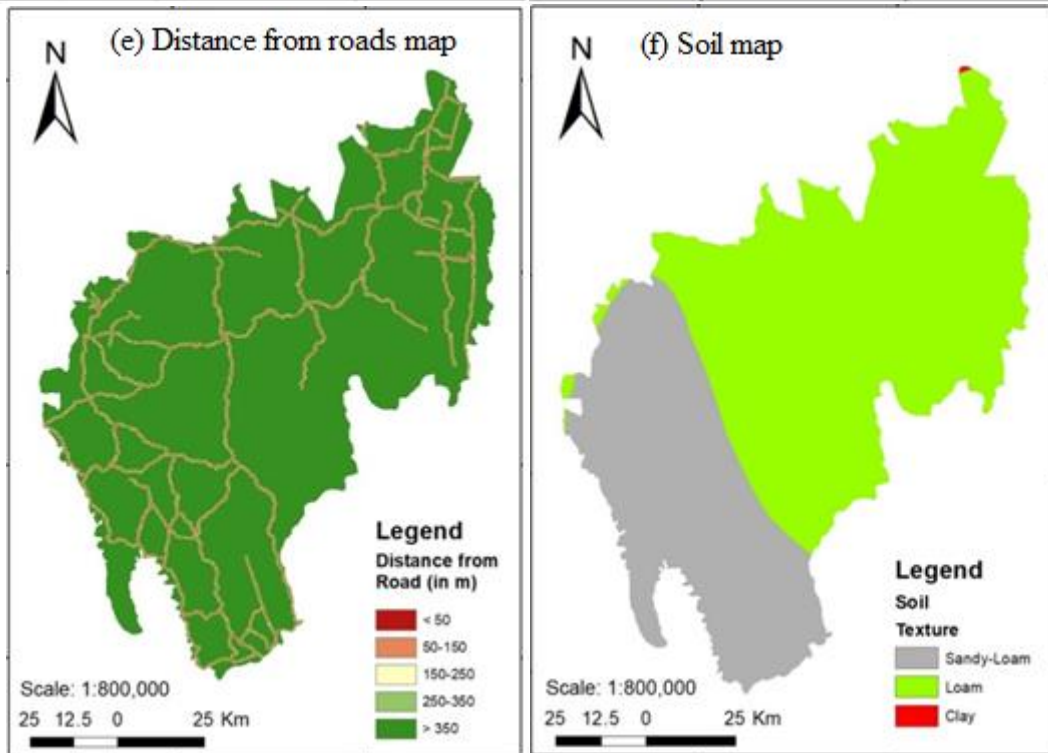 (e) Distance from roads map
N
Legend
Distance from
Road (in m)
< 50
50-150
150-250
250-350
> 350
Scale: 1:800,000
25 12.5 0 25 Km
(f) Soil map
N
Legend
Soil
Texture
Sandy-Loam
Loam
Clay
Scale: 1:800,000
25 12.5 0 25 Km